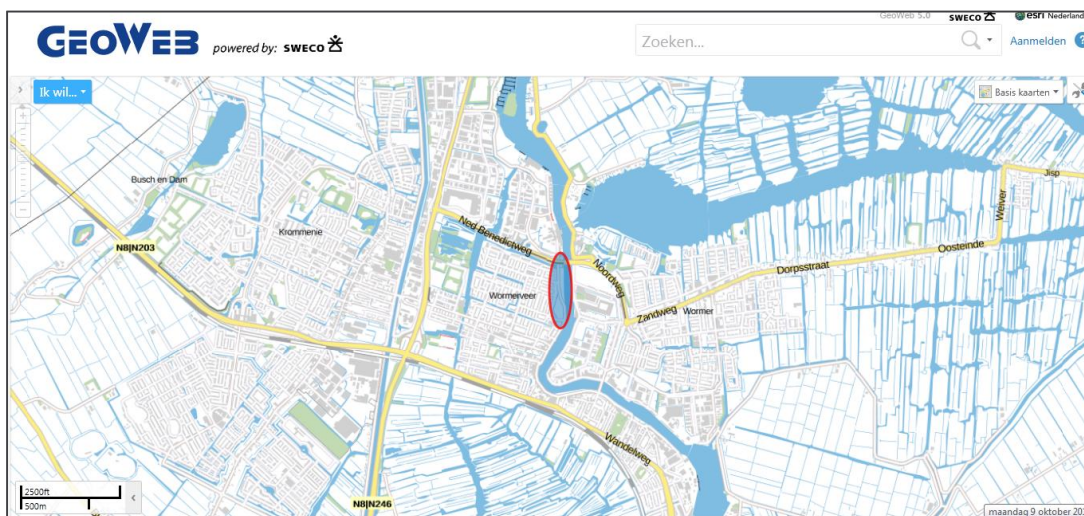 GeoWeb 5.0 sweco esri Nederland
GEOWEB powered by: sweco
Zoeken...
Aanmelden ?
Ik wil...
Basis kaarten
Busch en Dam
Jisp
Weiver
Ned Benedictweg
Krommenie
N8|N203
Oosteinde
Noordweg
Dorpsstraat
Wormerveer
Zandweg Wormer
Wandelweg
2500ft
500m
N8|N246
maandag 9 oktober 20